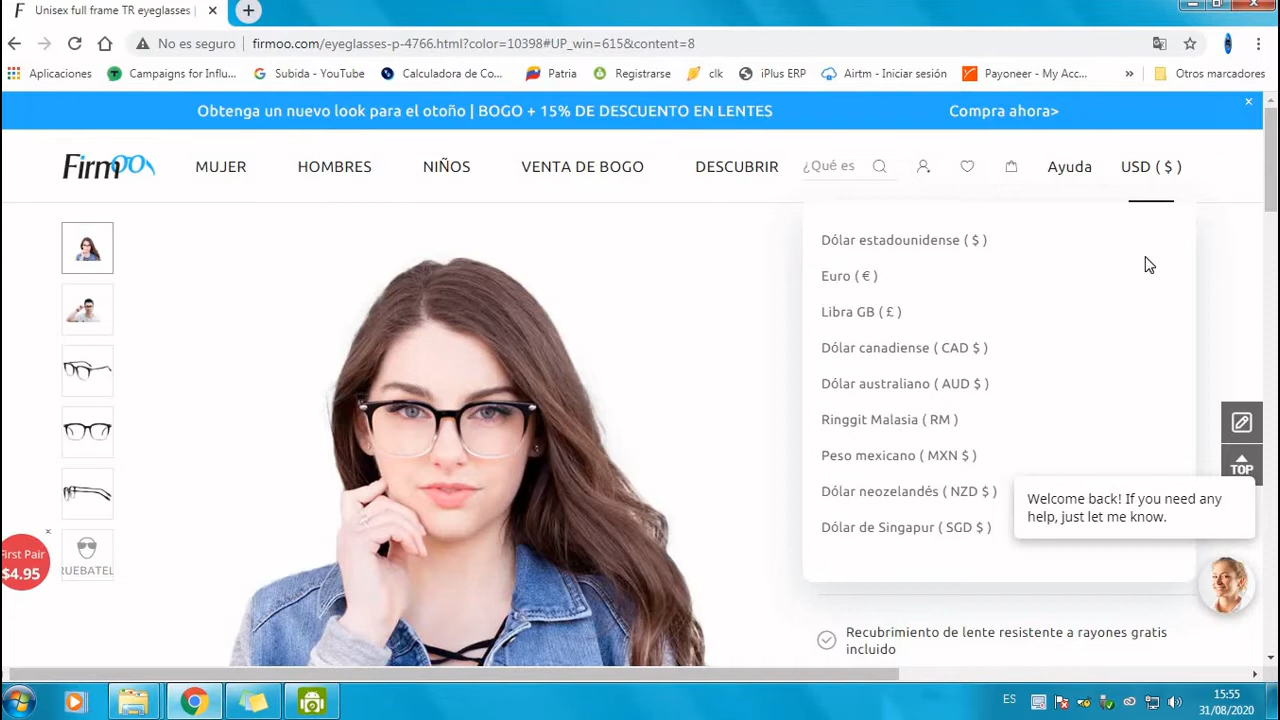 Unisex full frame TR eyeglasses |
No es seguro
firmoo.com/eyeglasses-p-4766.html?color=10398#UP_win=615&content=8
Aplicaciones
Campaigns for Influ...
Subida - YouTube
Calculadora de Co...
Patria
Registrarse
clk
iPlus ERP
Airtm - Iniciar sesión
Payoneer - My Acc...
»
Otros marcadores
Obtenga un nuevo look para el otoño | BOGO + 15% DE DESCUENTO EN LENTES
Compra ahora>
Firmoo
MUJER
HOMBRES
NIÑOS
VENTA DE BOGO
DESCUBRIR
¿Qué es
Ayuda
USD ( $ )
Dólar estadounidense ( $ )
Euro ( € )
Libra GB ( £ )
Dólar canadiense ( CAD $ )
Dólar australiano ( AUD $ )
Ringgit Malasia ( RM )
Peso mexicano ( MXN $ )
Dólar neozelandés ( NZD $ )
Dólar de Singapur ( SGD $ )
TOP
Welcome back! If you need any
help, just let me know.
First Pair
$4.95
RUEBATEL
Recubrimiento de lente resistente a rayones gratis
incluido
ES
15:55
31/08/2020